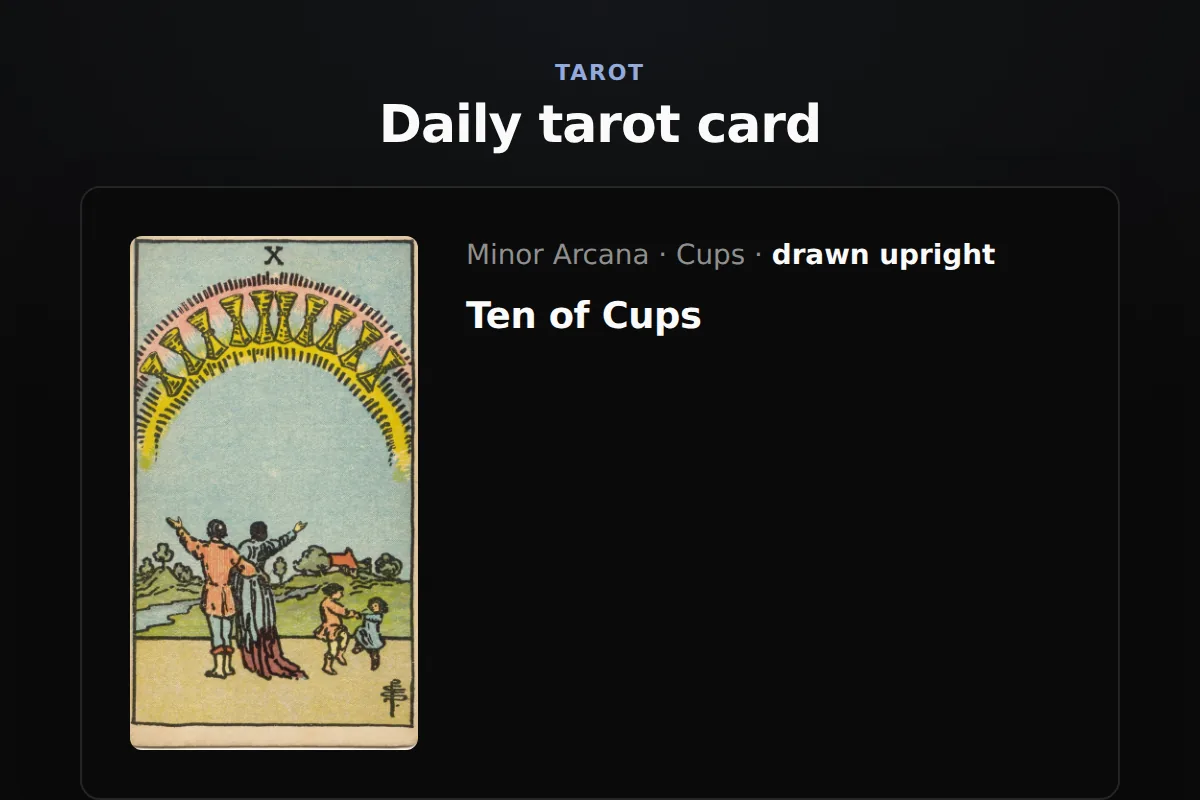 TAROT
Daily tarot card
X
Minor Arcana · Cups · drawn upright
Ten of Cups